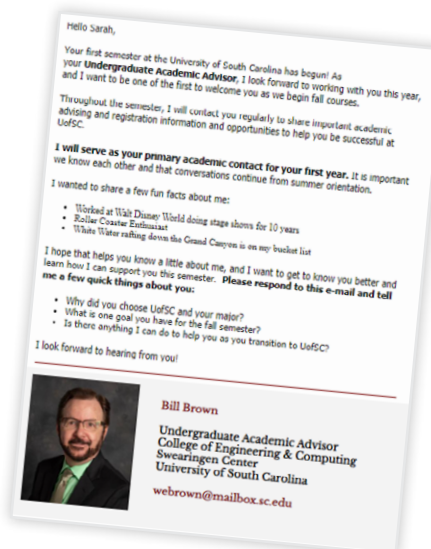 Hello Sarah,
Your first semester at the University of South Carolina has begun! As
your Undergraduate Academic Advisor, I look forward to working with you this year,
and I want to be one of the first to welcome you as we begin fall courses.
Throughout the semester, I will contact you regularly to share important academic
advising and registration information and opportunities to help you be successful at
UofSC.
I will serve as your primary academic contact for your first year. It is important
we know each other and that conversations continue from summer orientation.
I wanted to share a few fun facts about me:
• Worked at Walt Disney World doing stage shows for 10 years
• Roller Coaster Enthusiast
• White Water rafting down the Grand Canyon is on my bucket list
I hope that helps you know a little about me, and I want to get to know you better and
learn how I can support you this semester. Please respond to this e-mail and tell
me a few quick things about you:
• Why did you choose UofSC and your major?
• What is one goal you have for the fall semester?
• Is there anything I can do to help you as you transition to UofSC?
I look forward to hearing from you!
Bill Brown
Undergraduate Academic Advisor
College of Engineering & Computing
Swearingen Center
University of South Carolina
webrown@mailbox.sc.edu